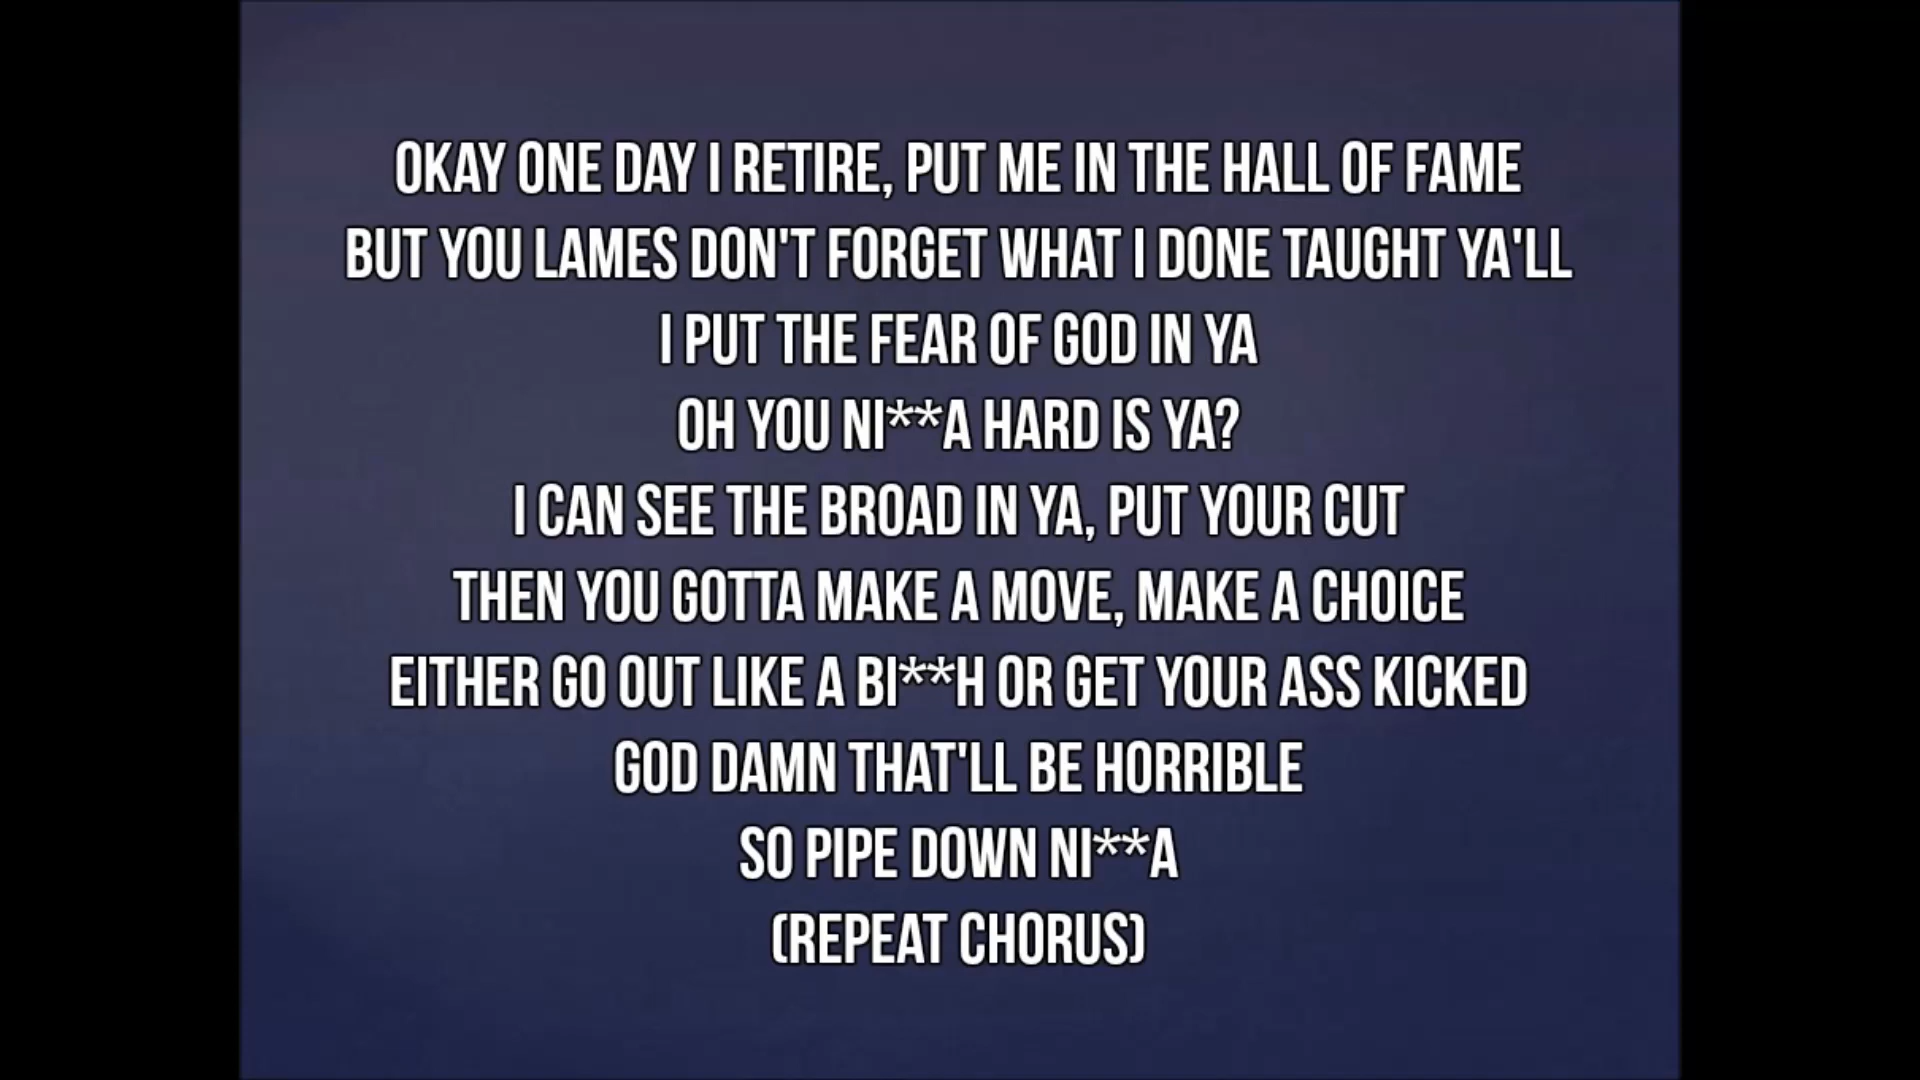 OKAY ONE DAY I RETIRE, PUT ME IN THE HALL OF FAME
BUT YOU LAMES DON'T FORGET WHAT I DONE TAUGHT YA'LL
I PUT THE FEAR OF GOD IN YA
OH YOU NI**A HARD IS YA?
I CAN SEE THE BROAD IN YA, PUT YOUR CUT
THEN YOU GOTTA MAKE A MOVE, MAKE A CHOICE
EITHER GO OUT LIKE A BI**H OR GET YOUR ASS KICKED
GOD DAMN THAT'LL BE HORRIBLE
SO PIPE DOWN NI**A
(REPEAT CHORUS)